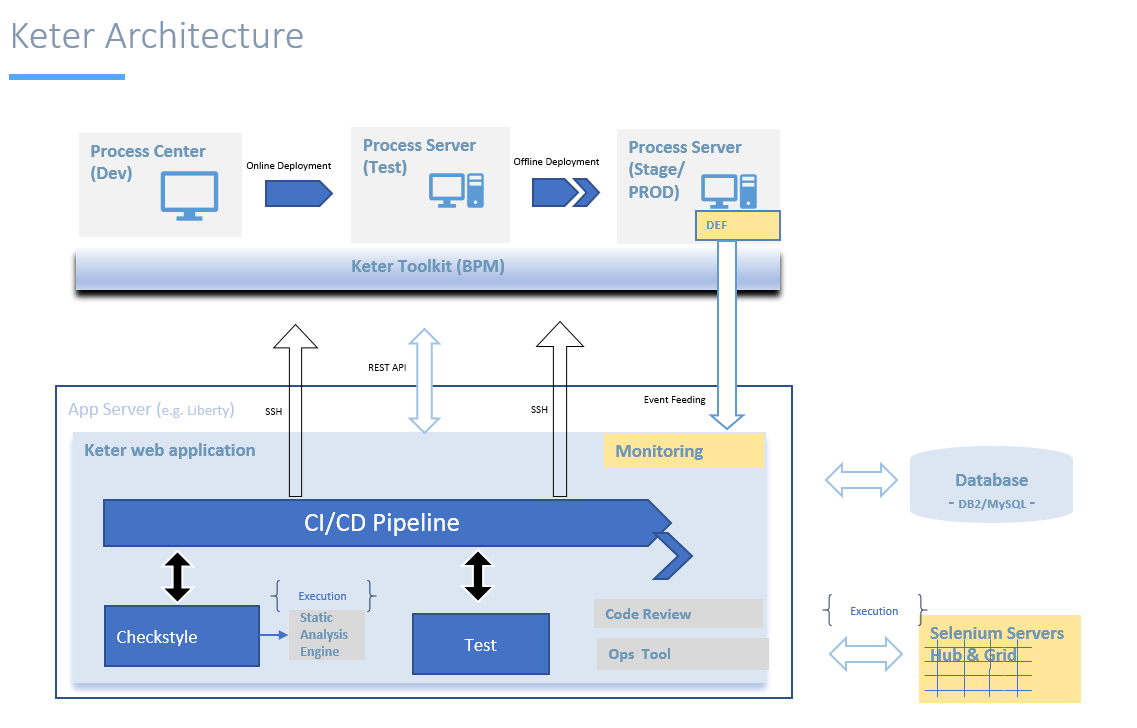 Keter Architecture
Process Center
(Dev)
Online Deployment
Process Server
(Test)
Offline Deployment
Process Server
(Stage/
PROD)
DEF
Keter Toolkit (BPM)
REST API
SSH
SSH
Event Feeding
App Server (e.g. Liberty)
Keter web application
Monitoring
Database
- DB2/MySQL -
CI/CD Pipeline
Execution
Checkstyle
Static
Analysis
Engine
Test
Code Review
Ops Tool
Execution
Selenium Servers
Hub & Grid